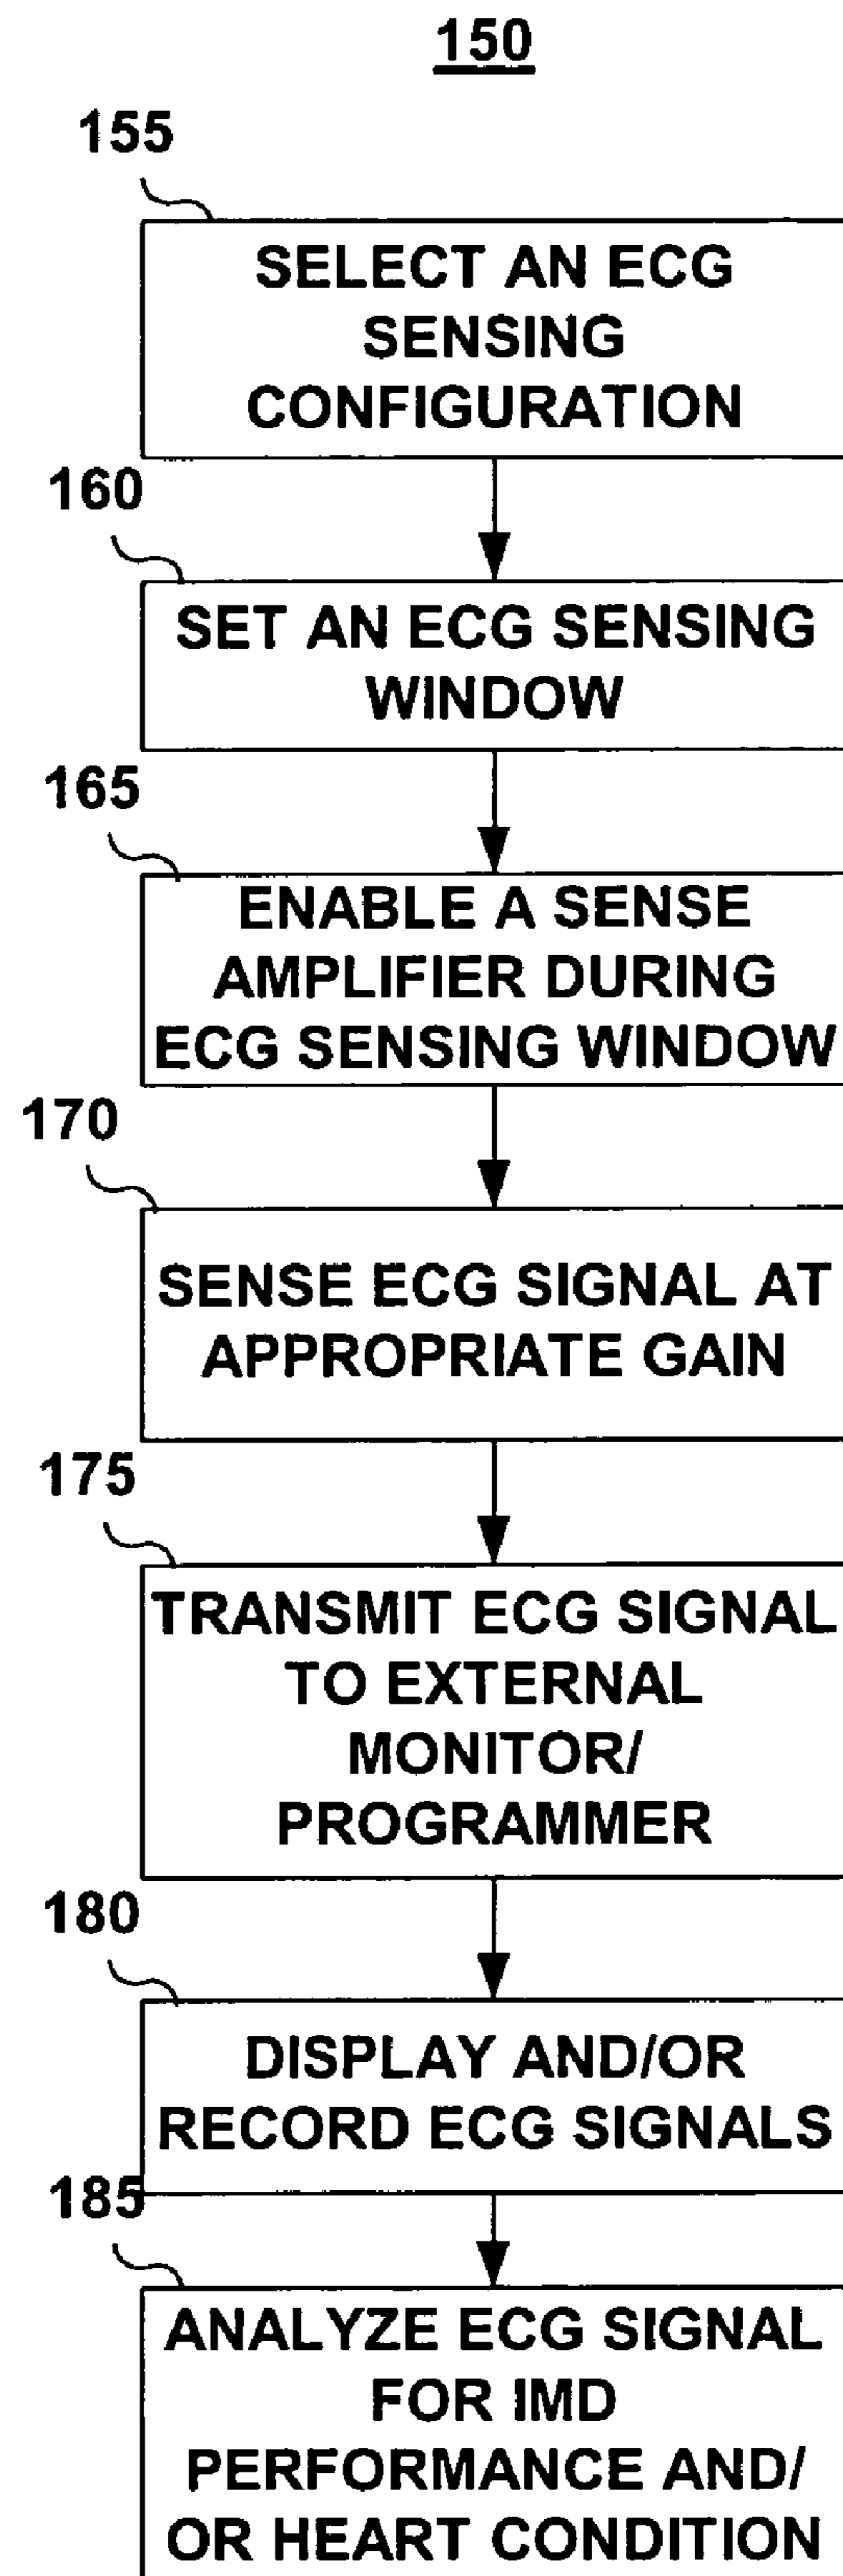 150
155
SELECT AN ECG
SENSING
CONFIGURATION
160
SET AN ECG SENSING
WINDOW
165
ENABLE A SENSE
AMPLIFIER DURING
ECG SENSING WINDOW
170
SENSE ECG SIGNAL AT
APPROPRIATE GAIN
175
TRANSMIT ECG SIGNAL
TO EXTERNAL
MONITOR/
PROGRAMMER
180
DISPLAY AND/OR
RECORD ECG SIGNALS
185
ANALYZE ECG SIGNAL
FOR IMD
PERFORMANCE AND/
OR HEART CONDITION